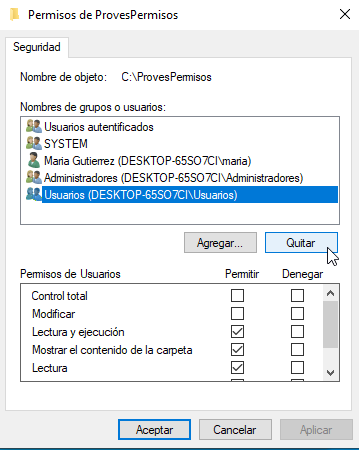 Permisos de ProvesPermisos
Seguridad
Nombre de objeto: C:\ProvesPermisos
Nombres de grupos o usuarios:
Usuarios autentificados
SYSTEM
Maria Gutierrez (DESKTOP-65SO7CI\maria)
Administradores (DESKTOP-65SO7CI\Administradores)
Usuarios (DESKTOP-65SO7CI\Usuarios)
Agregar... Quitar
Permisos de Usuarios Permitir Denegar
Control total
Modificar
Lectura y ejecución
Mostrar el contenido de la carpeta
Lectura
Aceptar Cancelar Aplicar